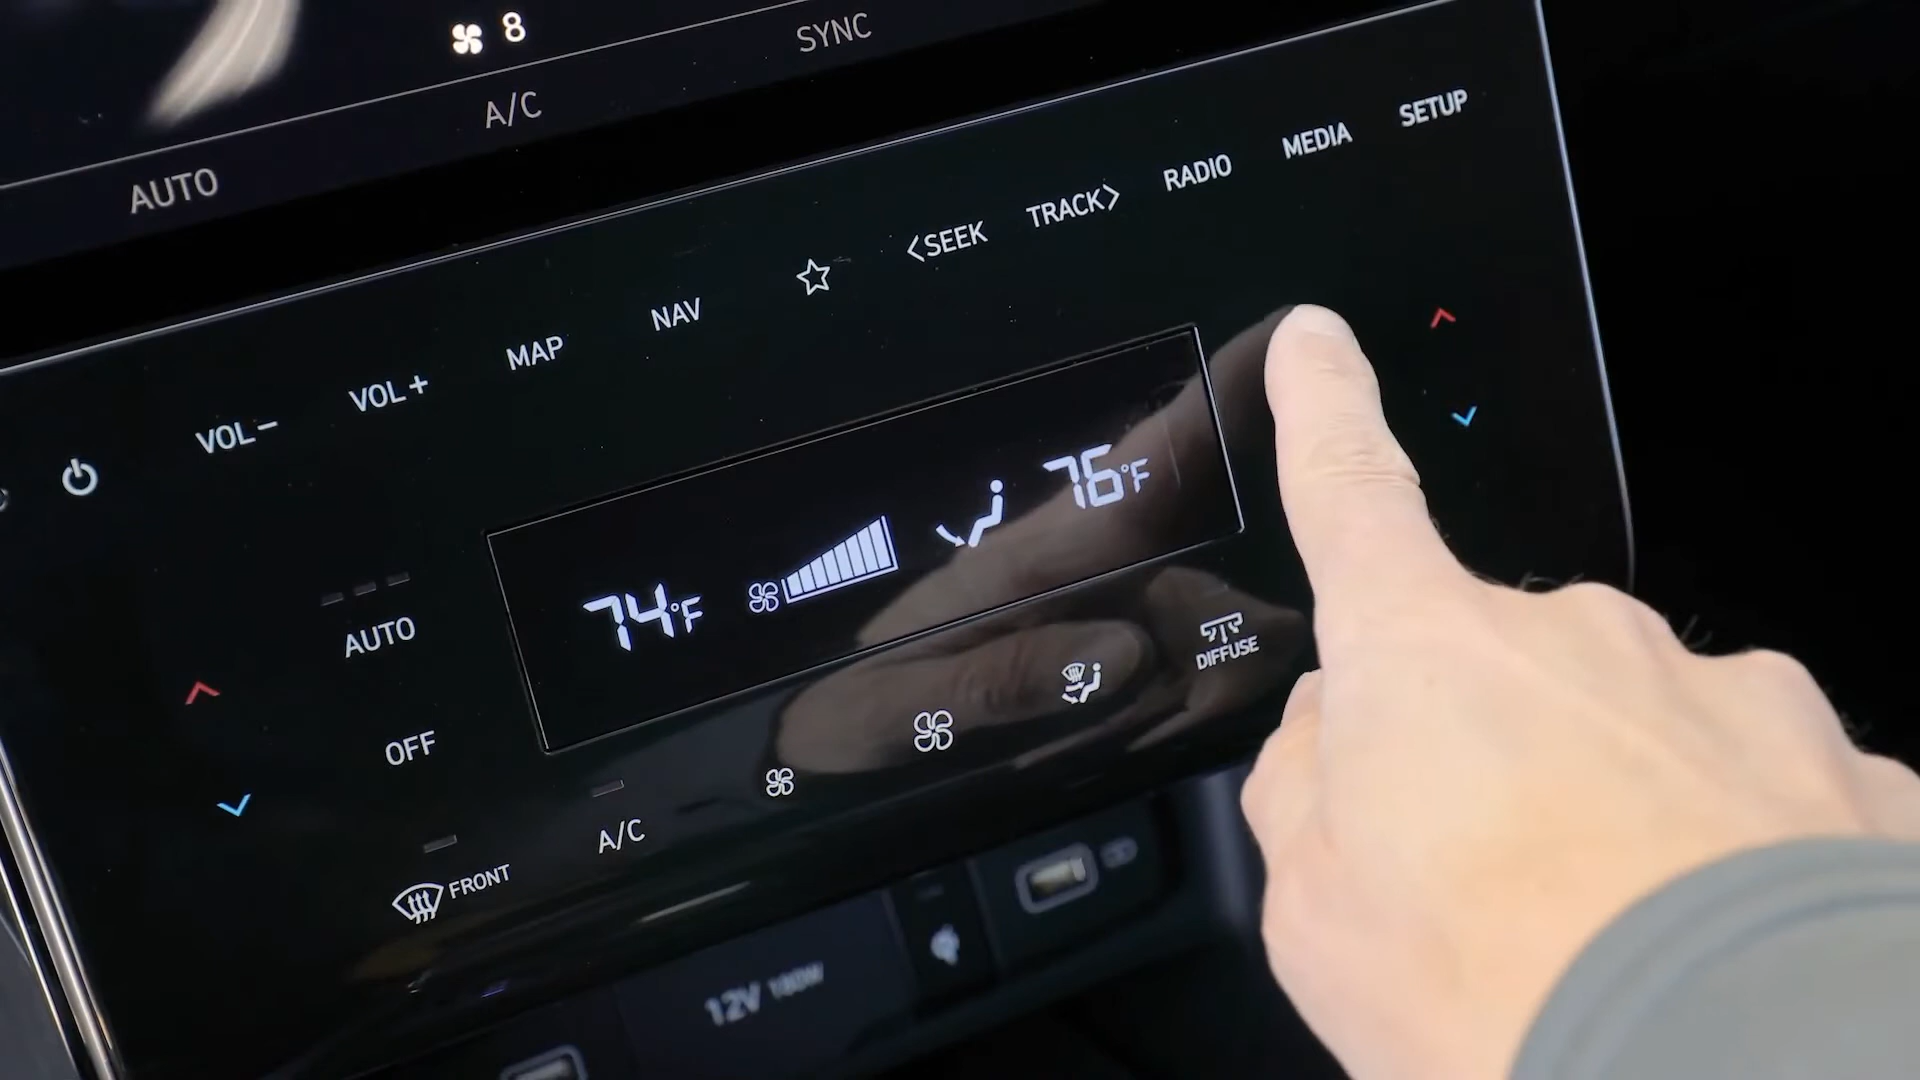 8
SYNC
A/C
AUTO
SETUP
MEDIA
RADIO
TRACK>
<SEEK
NAV
MAP
VOL+
VOL-
76°F
74°F
AUTO
OFF
DIFFUSE
A/C
FRONT
12V 180W